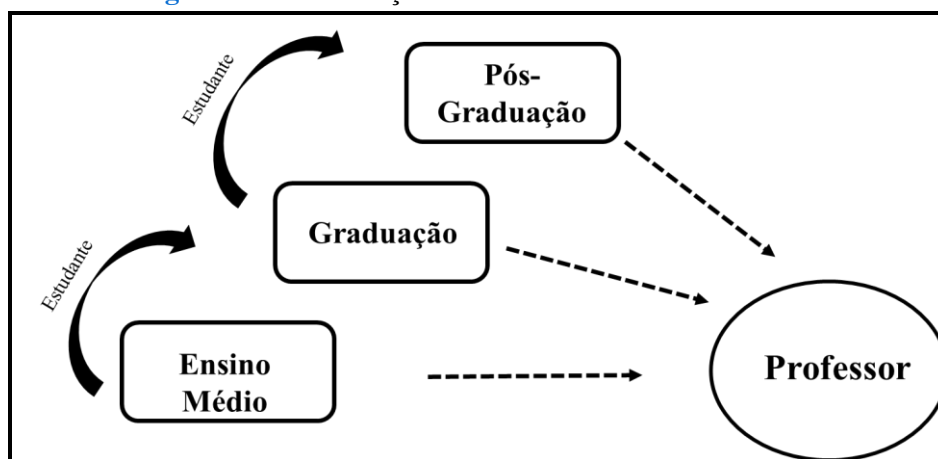 Estudante
Pós-
Graduação
Estudante
Graduação
Ensino
Médio
Professor